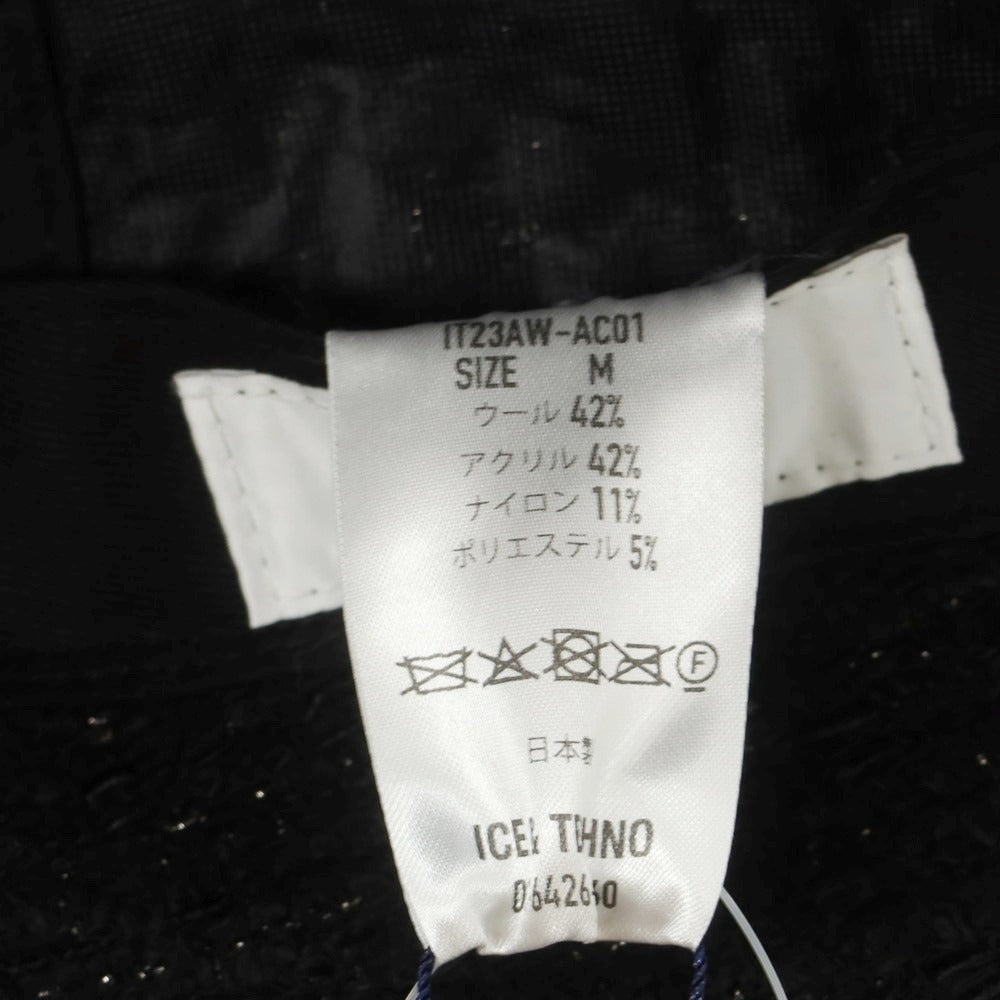 IT23AW-AC01
SIZE M
ウール 42%
アクリル 42%
ナイロン 11%
ポリエステル 5%
F
日本製